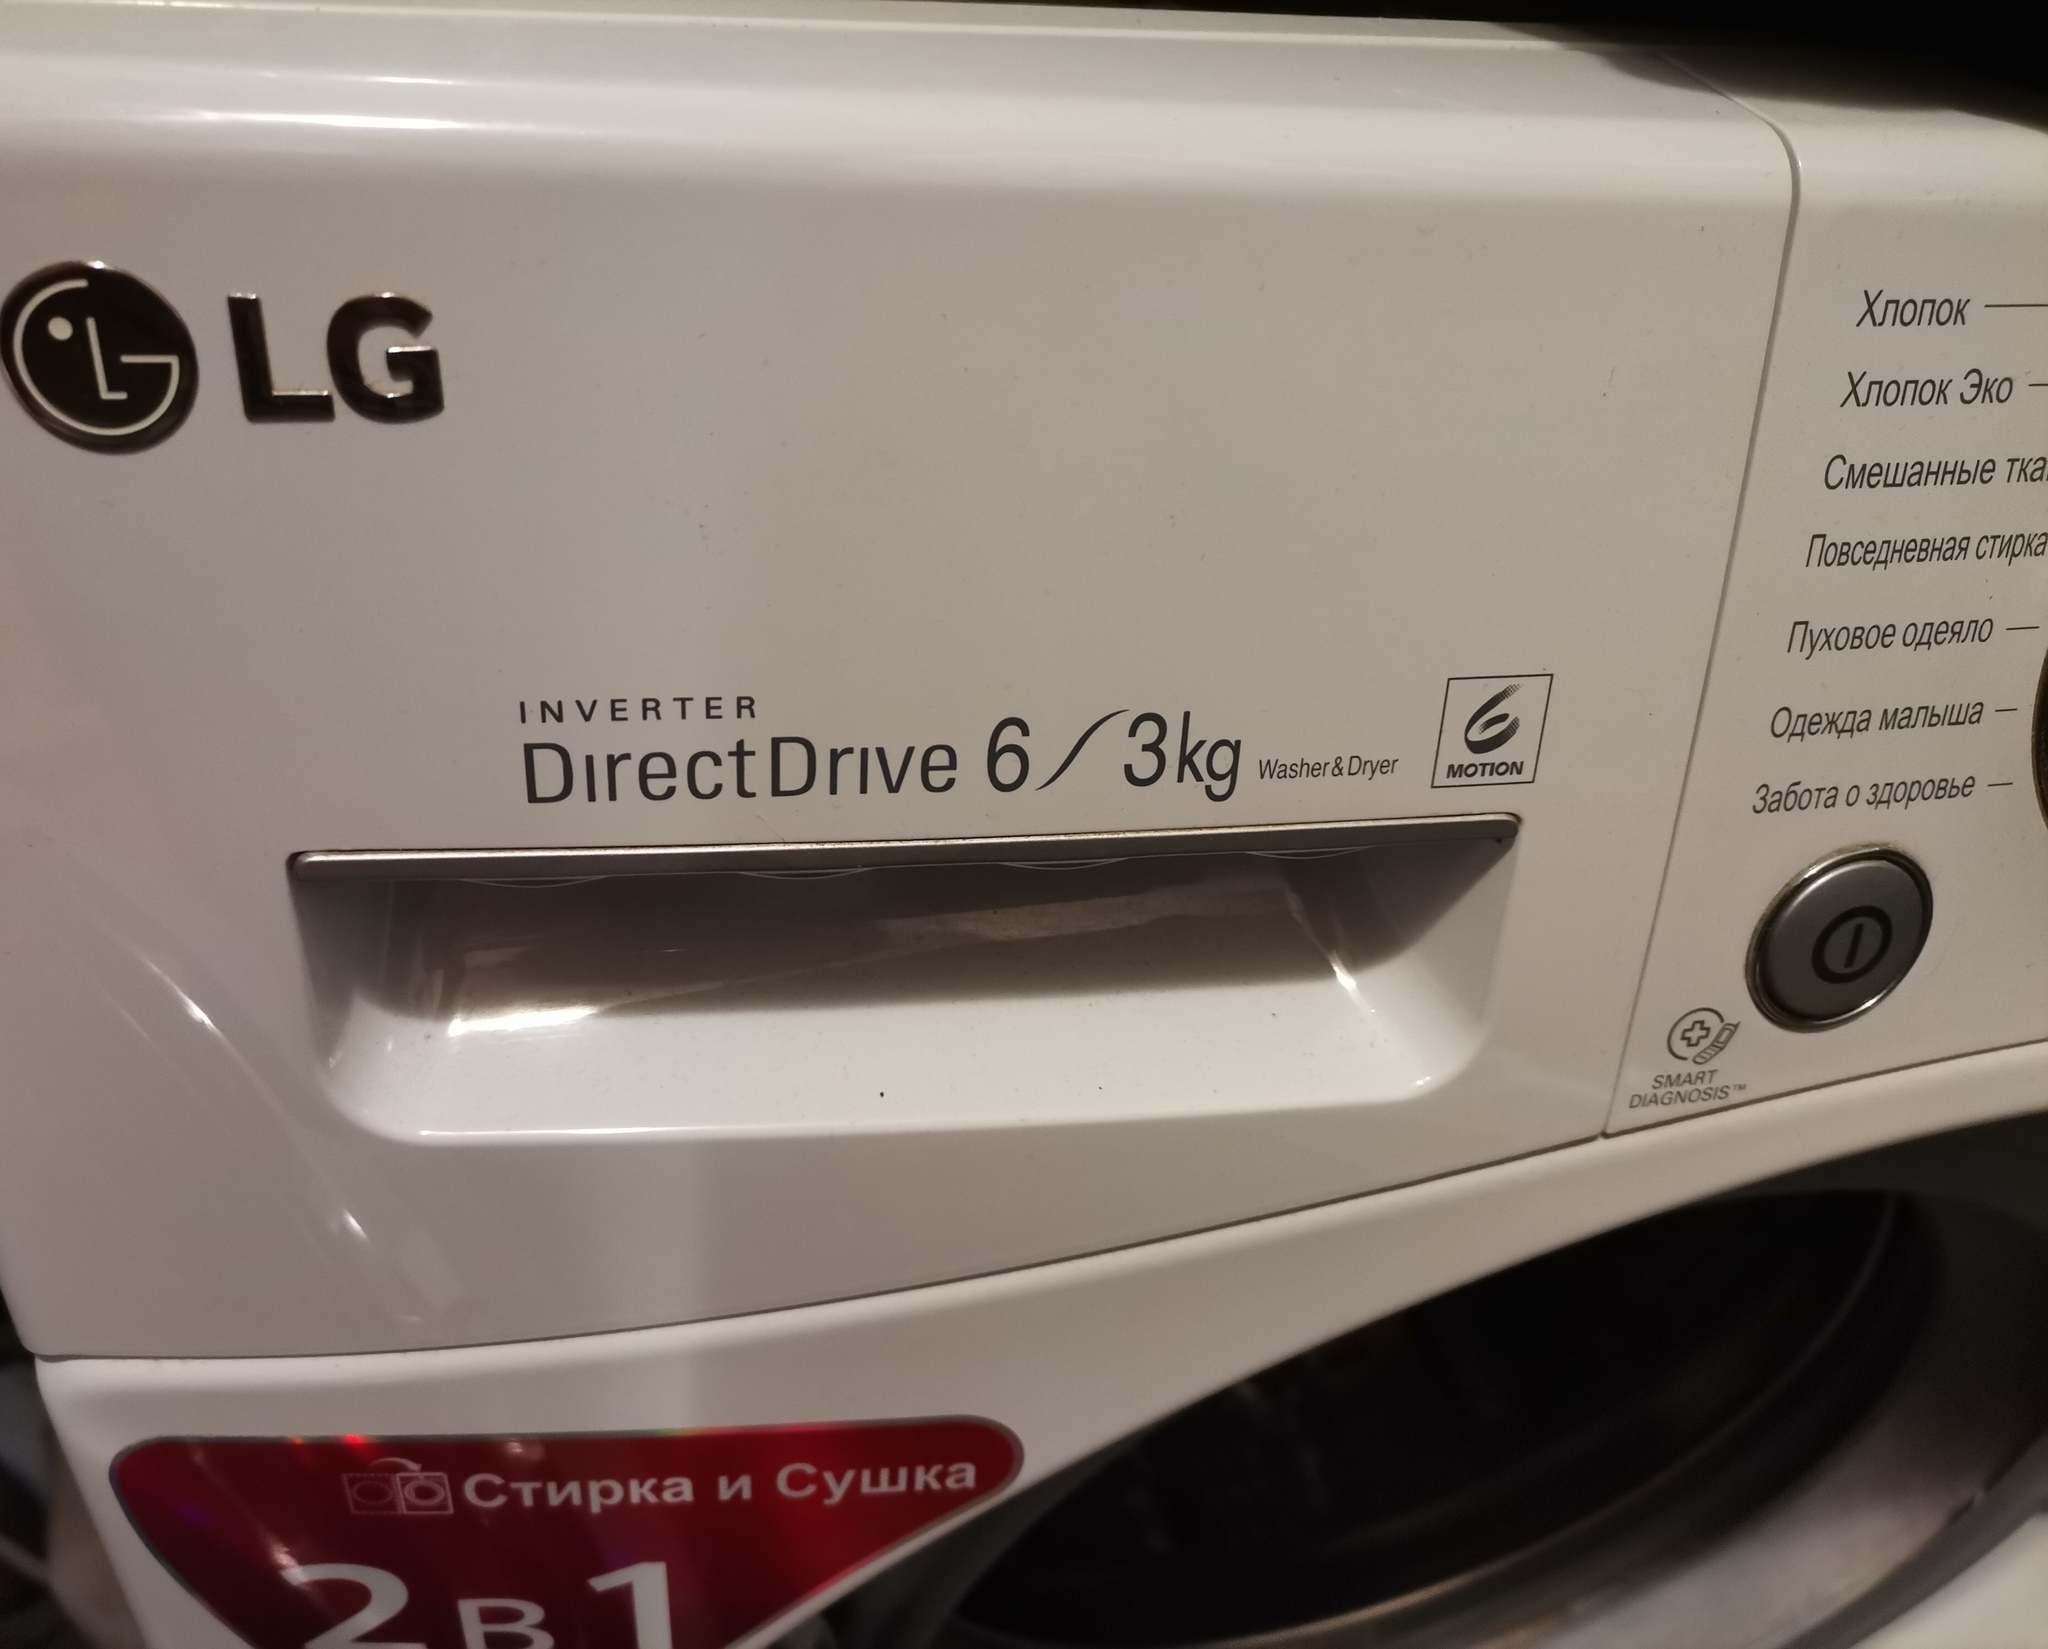 LG
INVERTER
DirectDrive 6/3kg Washer&Dryer
6 MOTION
Хлопок
Хлопок Эко
Смешанные
Повседневная стирка
Пуховое одеяло
Одежда малыша
Забота о здоровье
SMART
DIAGNOSIS™
Стирка и Сушка
2 в 1